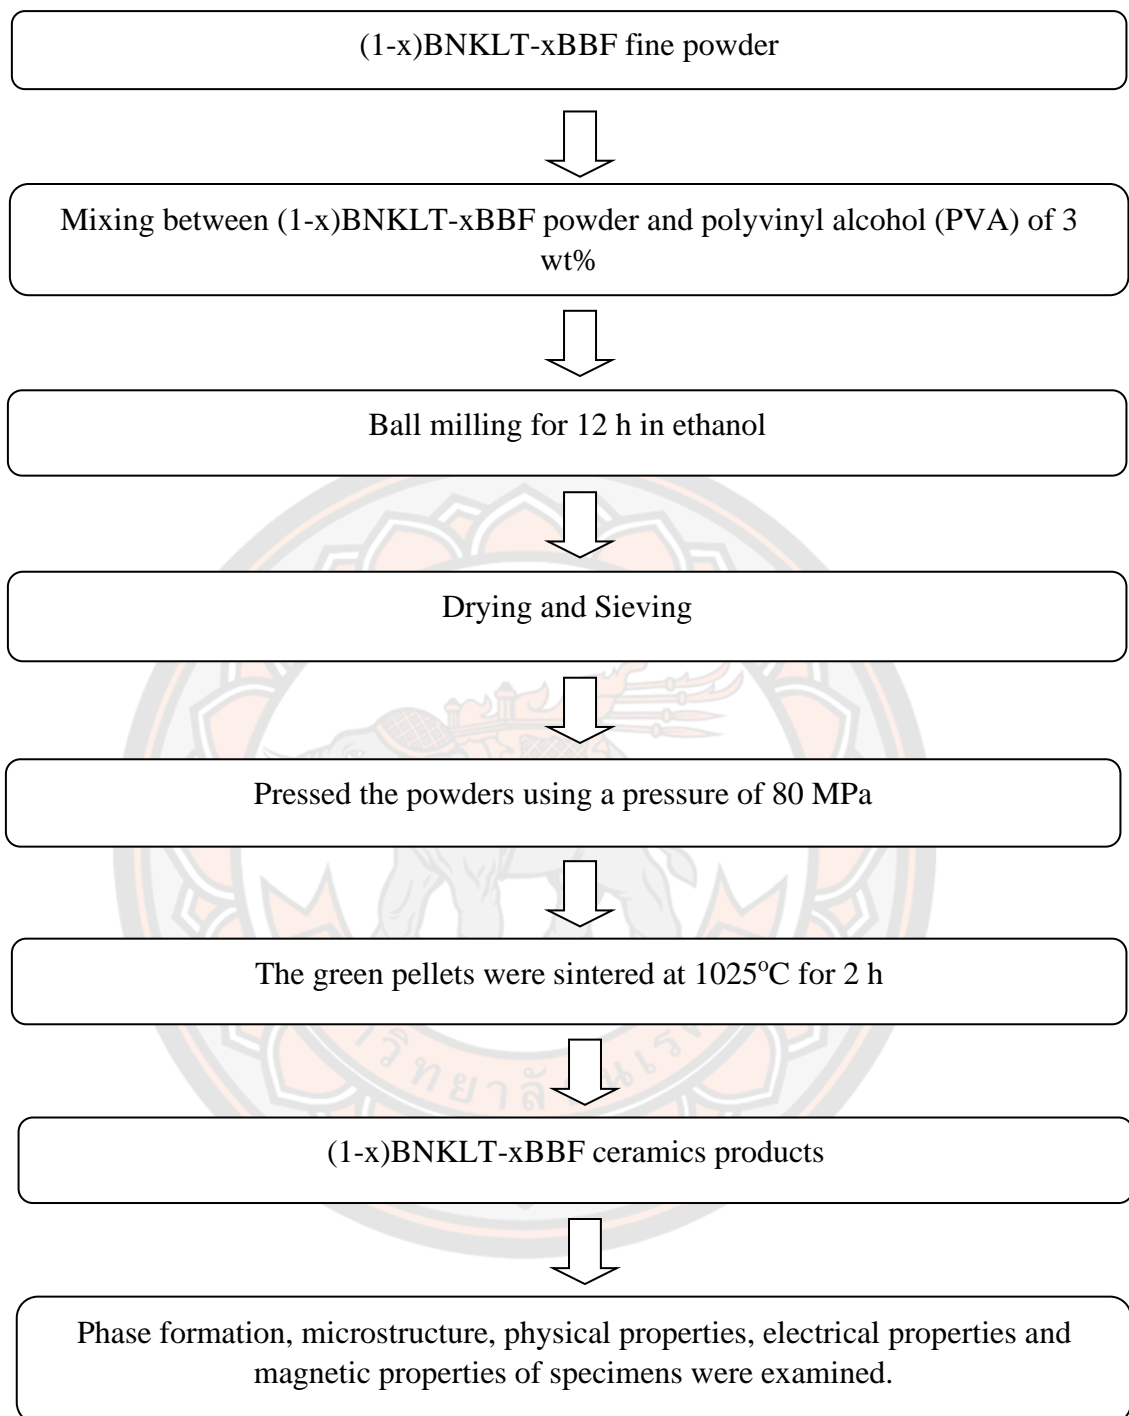 (1-x)BNKLT-xBBF fine powder
Mixing between (1-x)BNKLT-xBBF powder and polyvinyl alcohol (PVA) of 3
wt%
Ball milling for 12 h in ethanol
Drying and Sieving
Pressed the powders using a pressure of 80 MPa
The green pellets were sintered at 1025°C for 2 h
(1-x)BNKLT-xBBF ceramics products
Phase formation, microstructure, physical properties, electrical properties and
magnetic properties of specimens were examined.